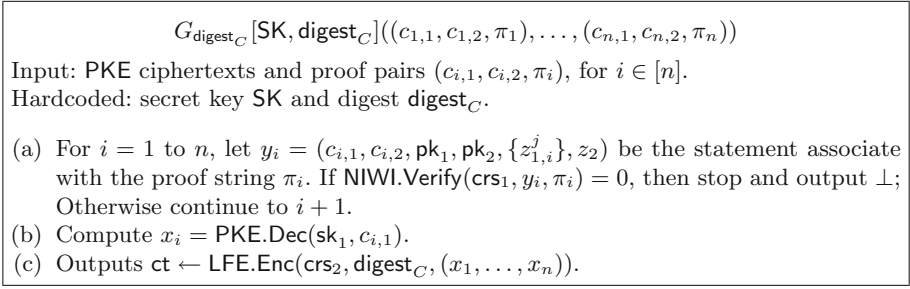 G_{digest_C}[SK, digest_C]((c_{1,1}, c_{1,2}, π_1), . . . , (c_{n,1}, c_{n,2}, π_n))
Input: PKE ciphertexts and proof pairs (c_{i,1}, c_{i,2}, π_i), for i ∈ [n].
Hardcoded: secret key SK and digest digest_C.
(a) For i = 1 to n, let y_i = (c_{i,1}, c_{i,2}, pk_1, pk_2, {z^j_{1,i}}, z_2) be the statement associate
with the proof string π_i. If NIWI.Verify(crs_1, y_i, π_i) = 0, then stop and output ⊥;
Otherwise continue to i + 1.
(b) Compute x_i = PKE.Dec(sk_1, c_{i,1}).
(c) Outputs ct ← LFE.Enc(crs_2, digest_C, (x_1, . . . , x_n)).